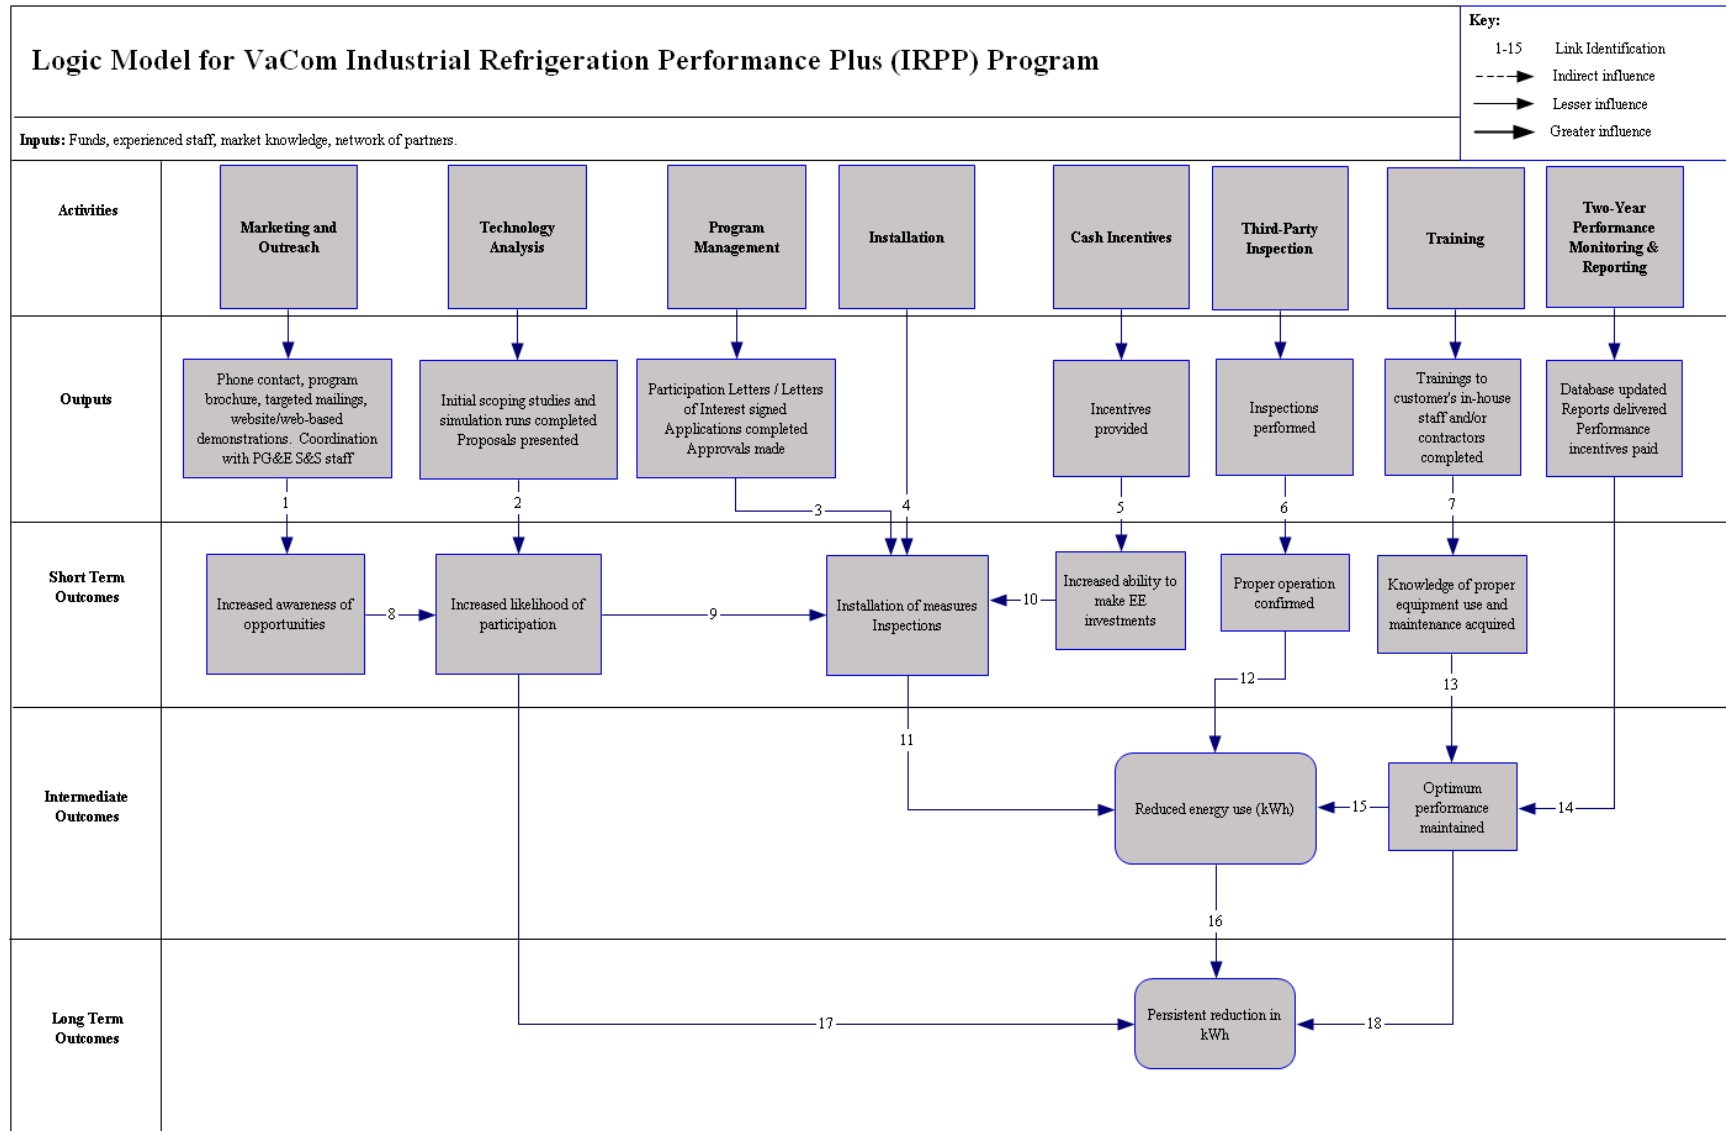 Logic Model for VaCom Industrial Refrigeration Performance Plus (IRPP) Program
Key:
1-15 Link Identification
Indirect influence
Lesser influence
Greater influence
Inputs: Funds, experienced staff, market knowledge, network of partners.
Activities
Marketing and
Outreach
Technology
Analysis
Program
Management
Installation
Cash Incentives
Third-Party
Inspection
Training
Two-Year
Performance
Monitoring &
Reporting
Outputs
Phone contact, program
brochure, targeted mailings,
website/web-based
demonstrations.  Coordination
with PG&E S&S staff
Initial scoping studies and
simulation runs completed
Proposals presented
Participation Letters / Letters
of Interest signed
Applications completed
Approvals made
Incentives
provided
Inspections
performed
Trainings to
customer's in-house
staff and/or
contractors
completed
Database updated
Reports delivered
Performance
incentives paid
1
2
3
4
5
6
7
Short Term
Outcomes
Increased awareness of
opportunities
8
Increased likelihood of
participation
9
Installation of measures
Inspections
10
Increased ability to
make EE
investments
Proper operation
confirmed
Knowledge of proper
equipment use and
maintenance acquired
12
13
11
Intermediate
Outcomes
Reduced energy use (kWh)
15
Optimum
performance
maintained
14
16
Long Term
Outcomes
17
Persistent reduction in
kWh
18